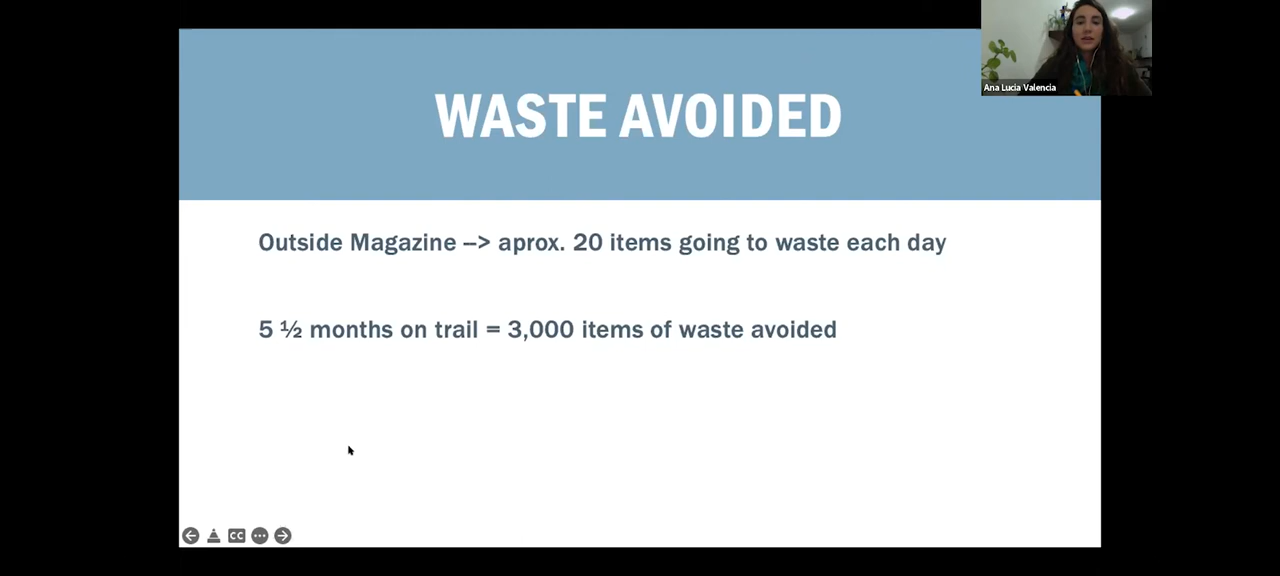 WASTE AVOIDED
Ana Lucia Valencia
Outside Magazine --> aprox. 20 items going to waste each day
5 ½ months on trail = 3,000 items of waste avoided
CC